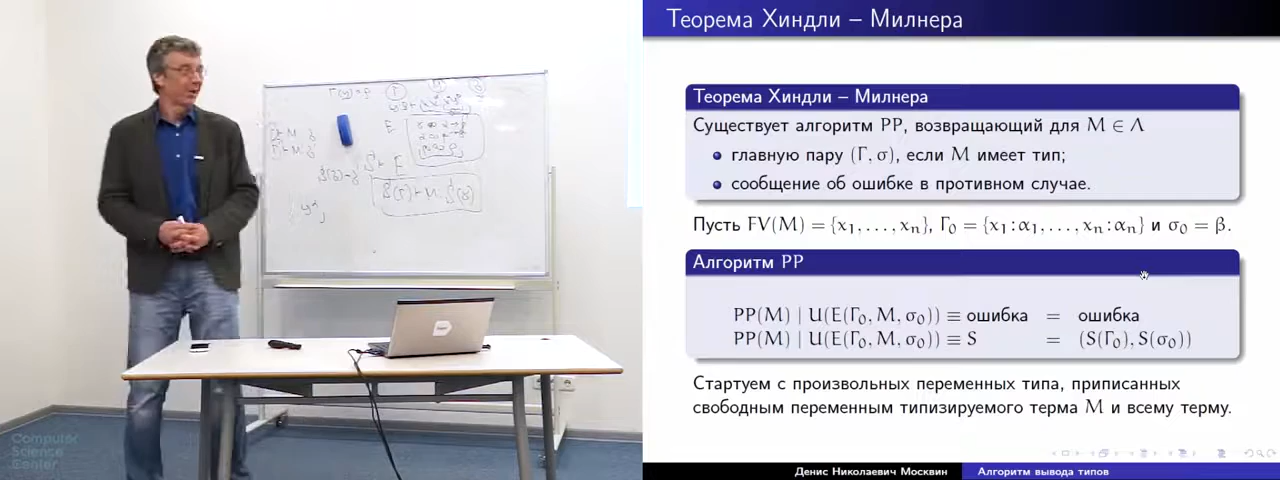 Теорема Хиндли – Милнера
Теорема Хиндли – Милнера
Существует алгоритм PP, возвращающий для M ∈ Λ
главную пару (Γ, σ), если M имеет тип;
сообщение об ошибке в противном случае.
Пусть FV(M) = {x₁, . . . , xₙ}, Γ₀ = {x₁ : α₁, . . . , xₙ : αₙ} и σ₀ = β.
Алгоритм PP
PP(M) | U(E(Γ₀, M, σ₀)) ≡ ошибка = ошибка
PP(M) | U(E(Γ₀, M, σ₀)) ≡ S = (S(Γ₀), S(σ₀))
Стартуем с произвольных переменных типа, приписанных
свободным переменным типизируемого терма M и всему терму.
Денис Николаевич Москвин Алгоритм вывода типов
Computer
Science
Center